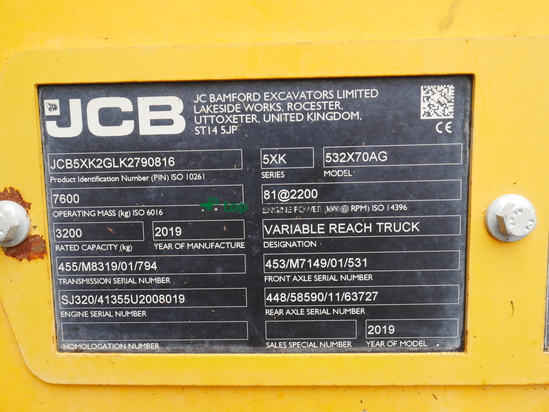 JCB
JC BAMFORD EXCAVATORS LIMITED
LAKESIDE WORKS, ROCESTER,
UTTOXETER, UNITED KINGDOM,
ST14 5JP
CE
JCB5XK2GLK2790816
5XK
532X70AG
Product Identification Number (PIN) ISO 10261
SERIES
MODEL
7600
81@2200
OPERATING MASS (kg) ISO 6016
ENGINE POWER (kW@ RPM) ISO 14396
3200
2019
VARIABLE REACH TRUCK
RATED CAPACITY (kg)
YEAR OF MANUFACTURE
DESIGNATION
455/M8319/01/794
453/M7149/01/531
TRANSMISSION SERIAL NUMBER
FRONT AXLE SERIAL NUMBER
SJ320/41355U2008019
448/58590/11/63727
ENGINE SERIAL NUMBER
REAR AXLE SERIAL NUMBER
2019
HOMOLOGATION NUMBER
SALES SPECIAL NUMBER
YEAR OF MODEL